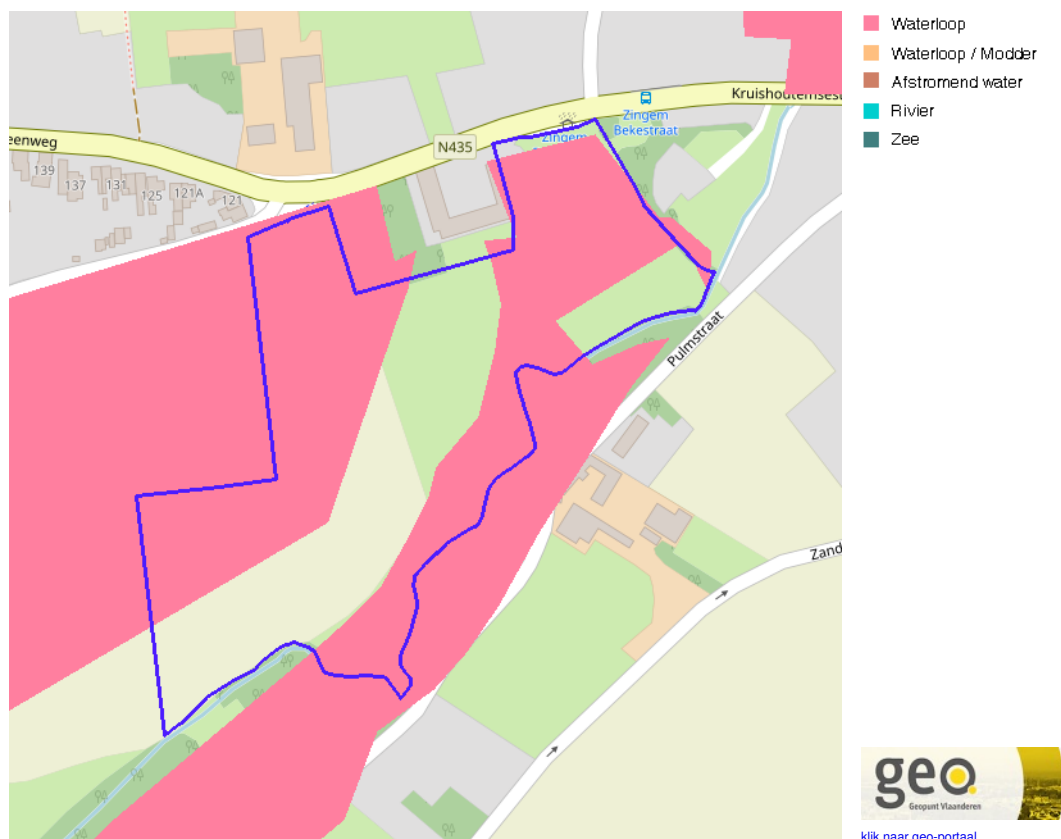 Waterloop
Waterloop / Modder
Afstromend water
Rivier
Zee
Kruishoutemsest
Zingem
Bekestraat
Zingem
N435
eenweg
139
137
131
125
121A
121
Pulmstraat
Zand
geo
Geopunt Vlaanderen
klik naar geo-portaal